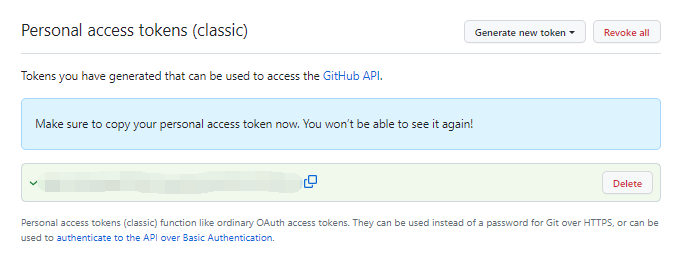 Personal access tokens (classic)
Generate new token
Revoke all
Tokens you have generated that can be used to access the GitHub API.
Make sure to copy your personal access token now. You won’t be able to see it again!
Delete
Personal access tokens (classic) function like ordinary OAuth access tokens. They can be used instead of a password for Git over HTTPS, or can be
used to authenticate to the API over Basic Authentication.